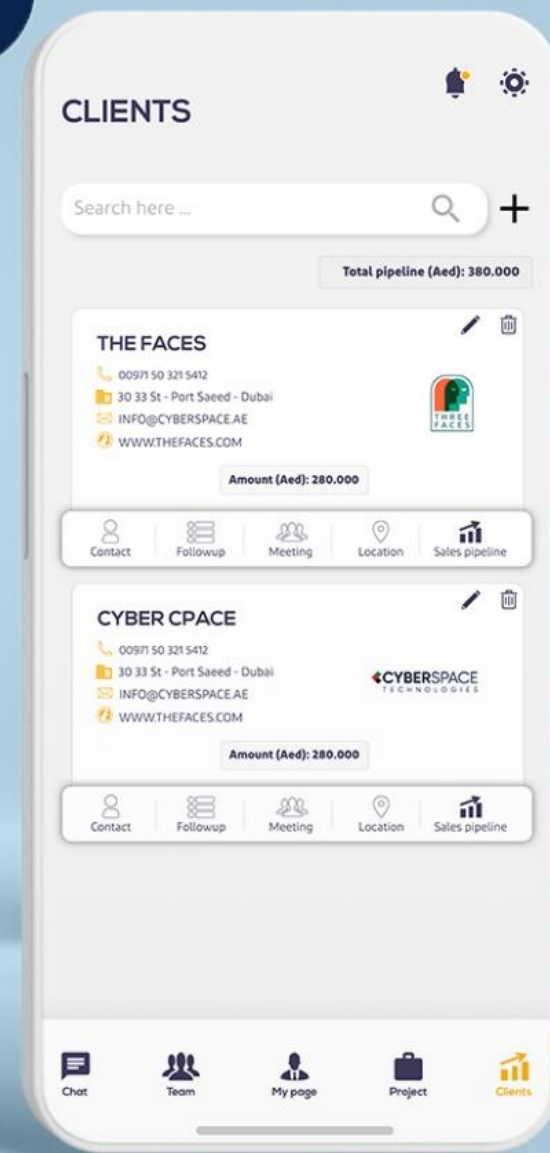 CLIENTS
Search here ...
Total pipeline (Aed): 380.000
THE FACES
00971 50 321 5412
30 33 St - Port Saeed - Dubai
INFO@CYBERSPACE.AE
WWW.THEFACES.COM
THREE
FACES
Amount (Aed): 280.000
Contact Followup Meeting Location Sales pipeline
CYBER CPACE
00971 50 321 5412
30 33 St - Port Saeed - Dubai
INFO@CYBERSPACE.AE
WWW.THEFACES.COM
CYBERSPACE
TECHNOLOGIES
Amount (Aed): 280.000
Contact Followup Meeting Location Sales pipeline
Chat Team My page Project Clients